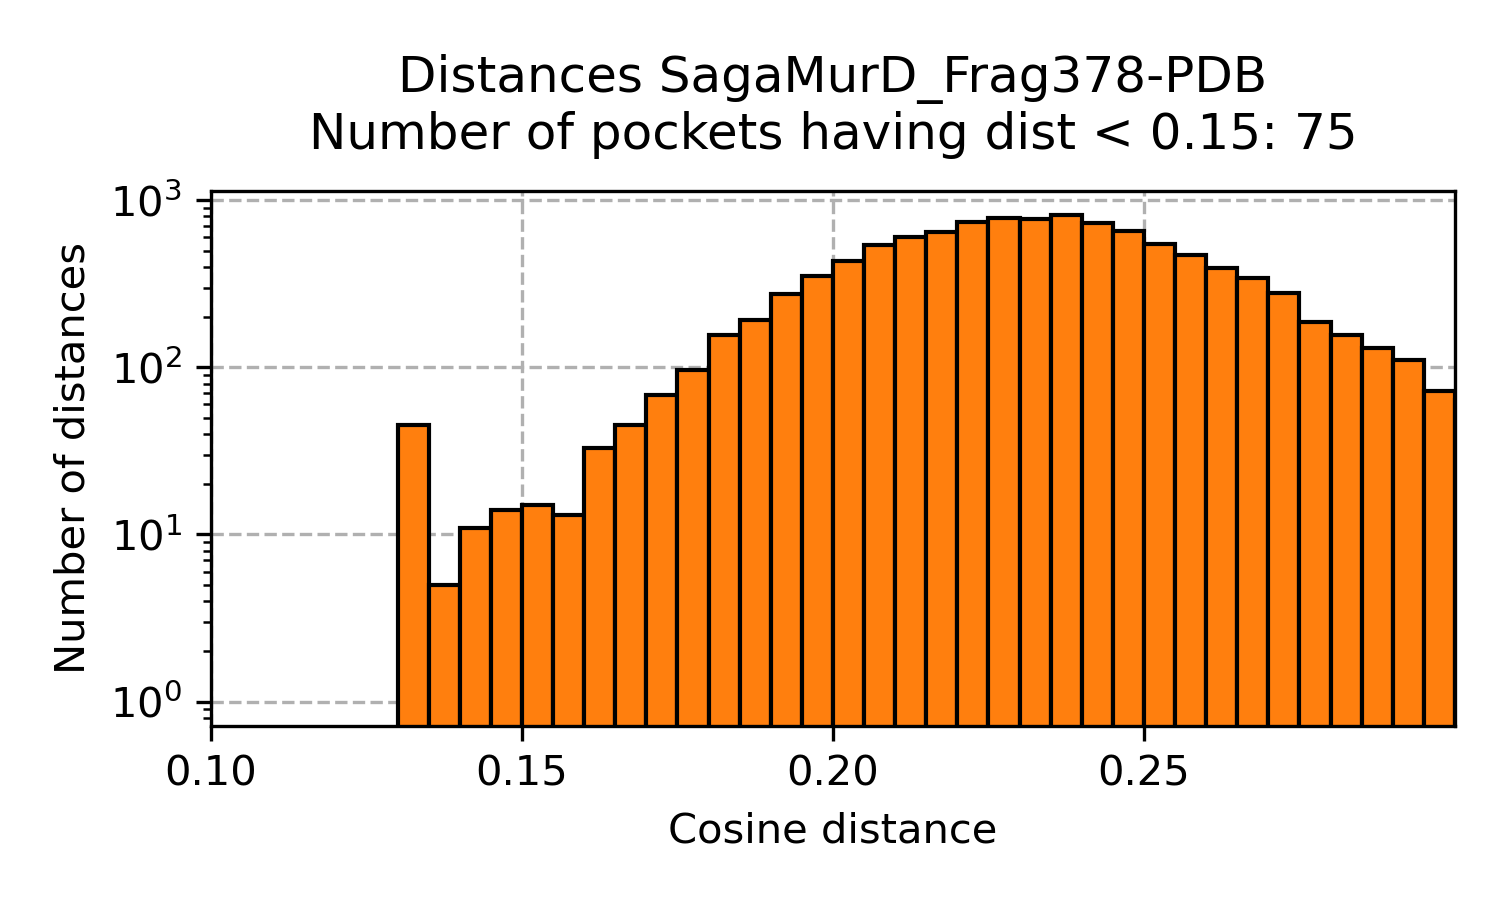 Distances SagaMurD_Frag378-PDB
Number of pockets having dist < 0.15: 75
10³
10²
10¹
10⁰
Number of distances
0.10 0.15 0.20 0.25
Cosine distance